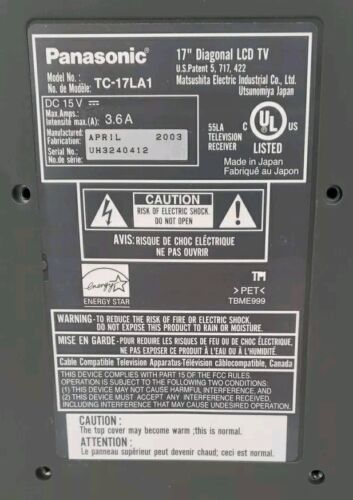 Panasonic
17" Diagonal LCD TV
U.S.Patent 5, 717, 422
Matsushita Electric Industrial Co., Ltd.
Utsunomiya Japan
Model No. :
No. de Modèle: TC-17LA1
DC 15 V
Max.Amps:
Intensité max.(A): 3.6 A
Manufactured:
Fabrication: APRIL 2003
Serial No.:
No.de série: UH3240412
C UL US
55LA
TELEVISION
RECEIVER
LISTED
Made in Japan
Fabriqué au Japon
CAUTION
RISK OF ELECTRIC SHOCK.
DO NOT OPEN
AVIS: RISQUE DE CHOC ELÉCTRIQUE
NE PAS OUVRIR
energy
ENERGY STAR
TM
>PET<
TBME999
WARNING-TO REDUCE THE RISK OF FIRE OR ELECTRIC SHOCK,
DO NOT EXPOSE THIS PRODUCT TO RAIN OR MOISTURE.
MISE EN GARDE-POUR REDUIRE LES RISQUES DE FEU OU DE CHOC ÉLECTRIQUE,
NE PAS EXPOSER CE PRODUIT À L'EAU OU À L'HUMIDITÉ.
Cable Compatible Television Apparatus-Télévision câblecompatible, Canada
THIS DEVICE COMPLIES WITH PART 15 OF THE FCC RULES.
OPERATION IS SUBJECT TO THE FOLLOWING TWO CONDITIONS:
(1) THIS DEVICE MAY NOT CAUSE HARMFUL INTERFERENCE, AND
(2) THIS DEVICE MUST ACCEPT ANY INTERFERENCE RECEIVED,
INCLUDING INTERFERENCE THAT MAY CAUSE UNDESIRED OPERATION.
CAUTION :
The top cover may become warm ;this is normal.
ATTENTION :
Le panneau supérieur peut devenir chaud; ceci est normal.